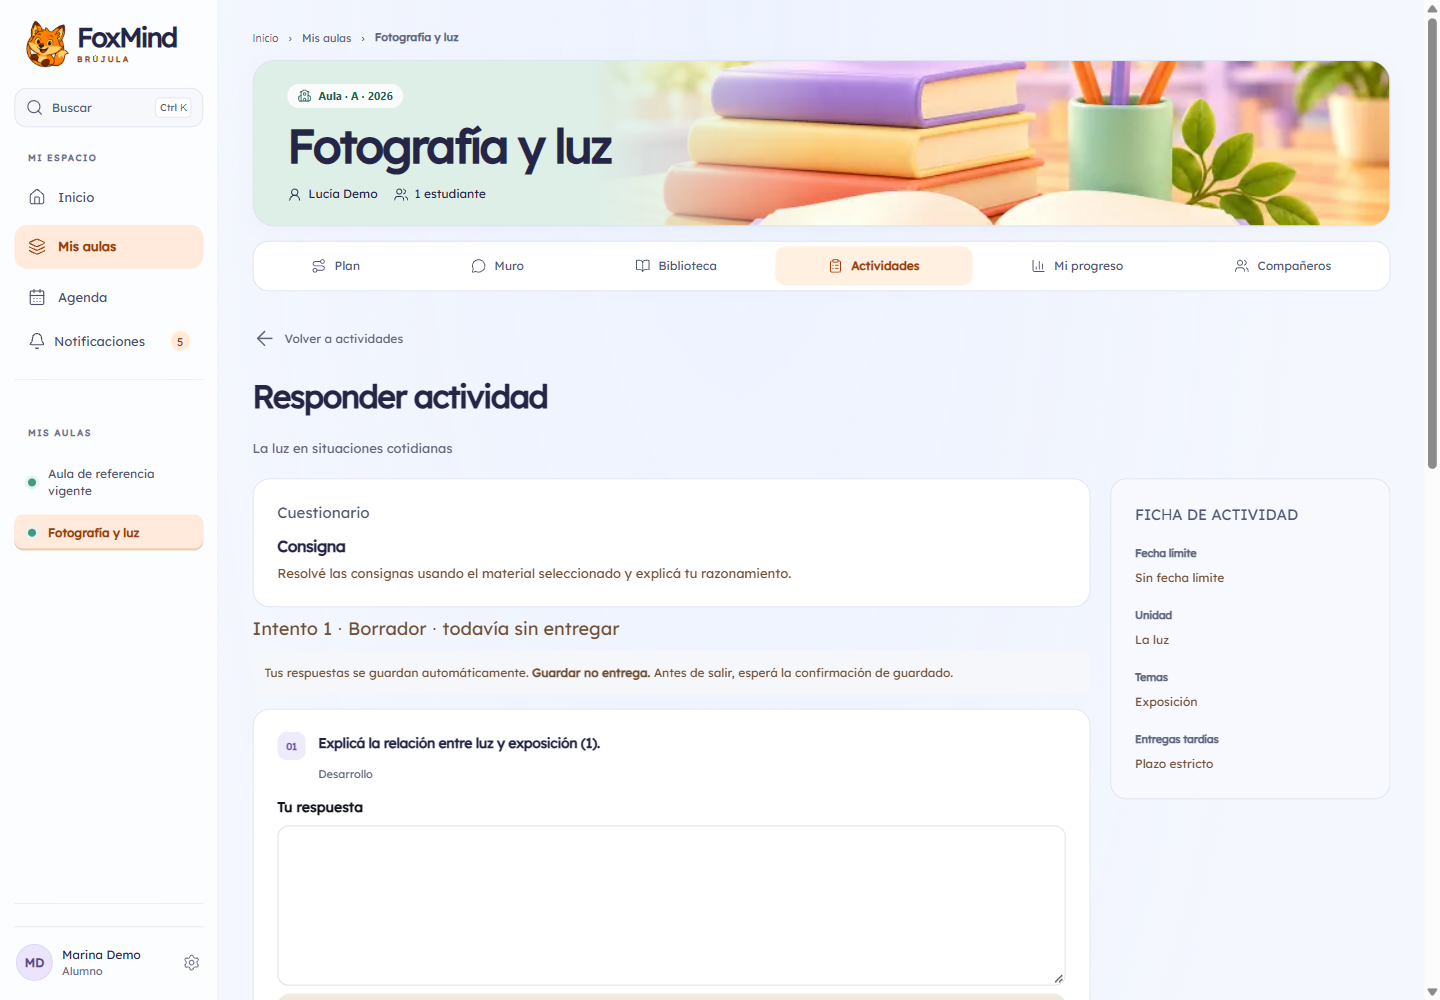 FoxMind
BRÚJULA
Buscar
Ctrl K
MI ESPACIO
Inicio
Mis aulas
Agenda
Notificaciones
5
MIS AULAS
Aula de referencia
vigente
Fotografía y luz
MD
Marina Demo
Alumno
Inicio › Mis aulas › Fotografía y luz
Aula · A · 2026
Fotografía y luz
Lucía Demo
1 estudiante
Plan
Muro
Biblioteca
Actividades
Mi progreso
Compañeros
Volver a actividades
Responder actividad
La luz en situaciones cotidianas
Cuestionario
Consigna
Resolvé las consignas usando el material seleccionado y explicá tu razonamiento.
Intento 1 · Borrador · todavía sin entregar
Tus respuestas se guardan automáticamente. Guardar no entrega. Antes de salir, esperá la confirmación de guardado.
01
Explicá la relación entre luz y exposición (1).
Desarrollo
Tu respuesta
FICHA DE ACTIVIDAD
Fecha límite
Sin fecha límite
Unidad
La luz
Temas
Exposición
Entregas tardías
Plazo estricto